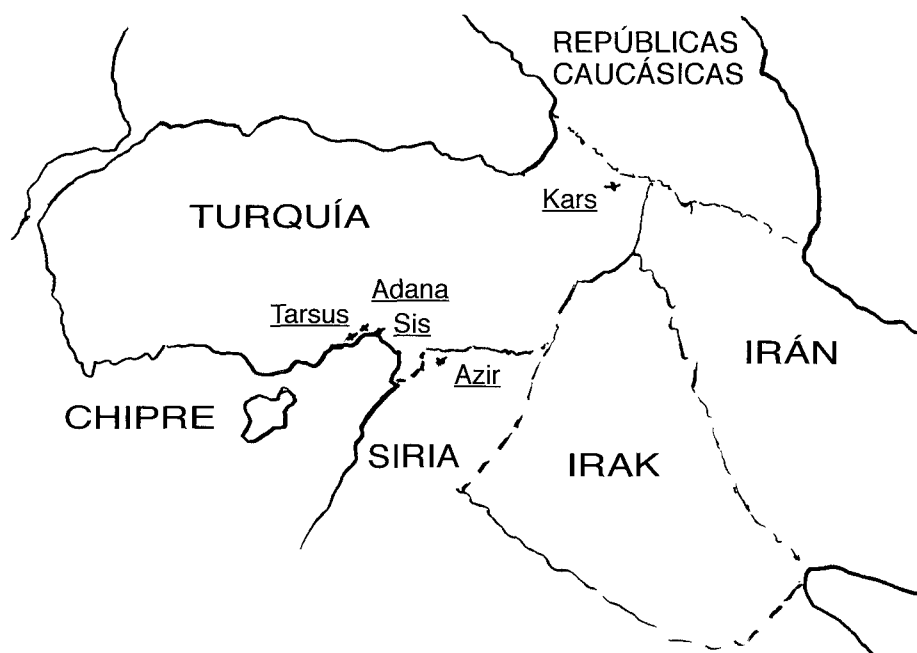 REPÚBLICAS
CAUCÁSICAS
Kars
TURQUÍA
Adana
Tarsus
Sis
IRÁN
Azir
CHIPRE
SIRIA
IRAK